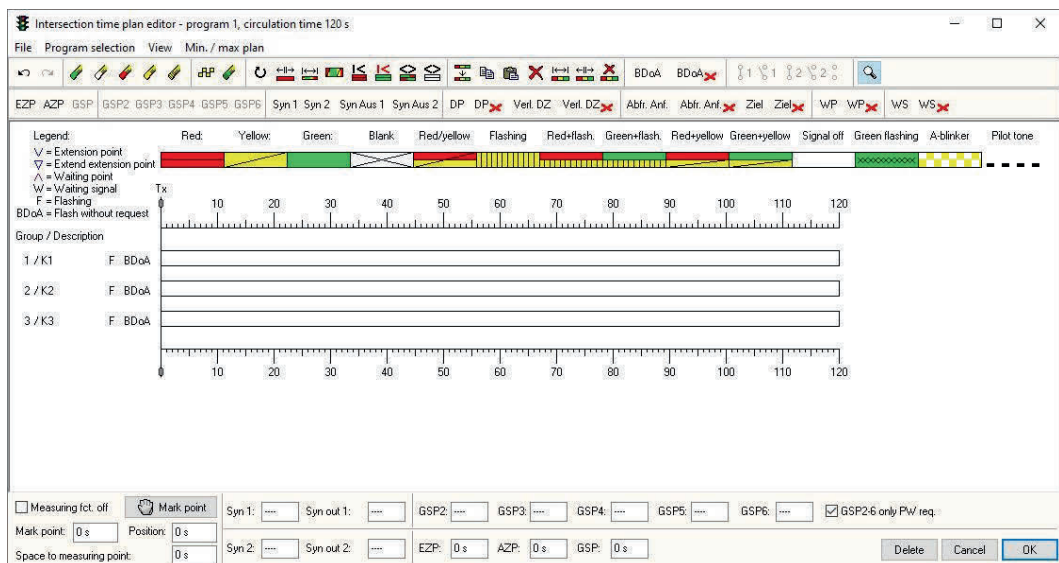 Intersection time plan editor - program 1, circulation time 120 s
File Program selection View Min. / max plan
BDoA BDoA 1 1 2 2
EZP AZP GSP GSP2 GSP3 GSP4 GSP5 GSP6 Syn 1 Syn 2 Syn Aus 1 Syn Aus 2 DP DP Verl. DZ Verl. DZ Abfr. Anf. Abfr. Anf. Ziel Ziel WP WP WS WS
Legend: Red: Yellow: Green: Blank Red/yellow Flashing Red+flash. Green+flash. Red+yellow Green+yellow Signal off Green flashing A-blinker Pilot tone
V = Extension point
▽ = Extend extension point
Λ = Waiting point
W = Waiting signal
F = Flashing
BDoA = Flash without request
Tx
0 10 20 30 40 50 60 70 80 90 100 110 120
Group / Description
1 / K1 F BDoA
2 / K2 F BDoA
3 / K3 F BDoA
0 10 20 30 40 50 60 70 80 90 100 110 120
Measuring fct. off Mark point Syn 1: ---- Syn out 1: ---- GSP2: ---- GSP3: ---- GSP4: ---- GSP5: ---- GSP6: ---- GSP2-6 only PW req.
Mark point: 0 s Position: 0 s
Space to measuring point: 0 s Syn 2: ---- Syn out 2: ---- EZP: 0 s AZP: 0 s GSP: 0 s Delete Cancel OK